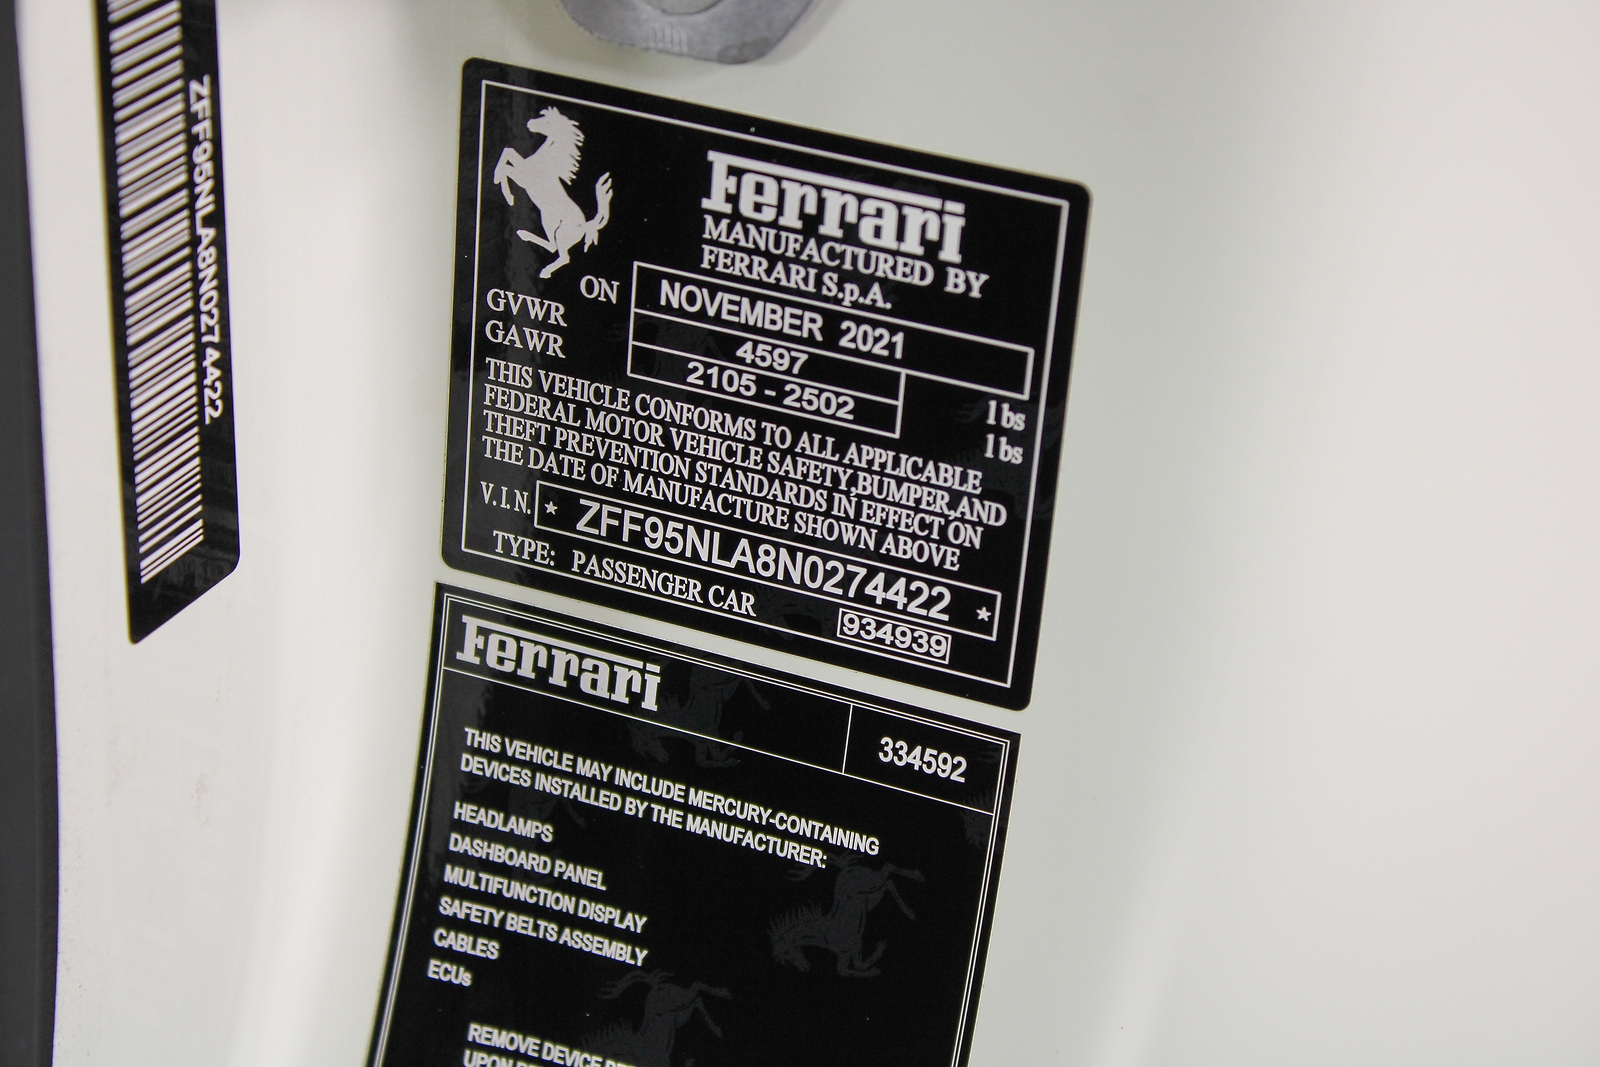 ZFF95NLA8N0274422
Ferrari
MANUFACTURED BY
FERRARI S.p.A.
ON NOVEMBER 2021
GVWR 4597 lbs
GAWR 2105 - 2502 lbs
THIS VEHICLE CONFORMS TO ALL APPLICABLE
FEDERAL MOTOR VEHICLE SAFETY,BUMPER,AND
THEFT PREVENTION STANDARDS IN EFFECT ON
THE DATE OF MANUFACTURE SHOWN ABOVE
V.I.N. * ZFF95NLA8N0274422 *
TYPE: PASSENGER CAR
934939
Ferrari 334592
THIS VEHICLE MAY INCLUDE MERCURY-CONTAINING
DEVICES INSTALLED BY THE MANUFACTURER:
HEADLAMPS
DASHBOARD PANEL
MULTIFUNCTION DISPLAY
SAFETY BELTS ASSEMBLY
CABLES
ECUs
REMOVE DEVICE
UPON